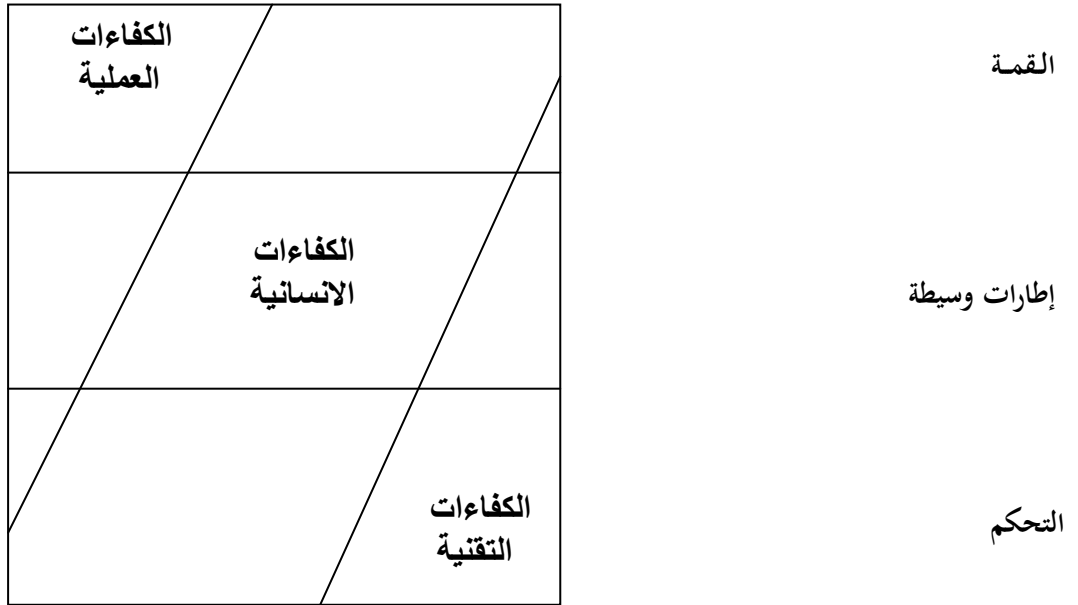 الكفاءات
العملية
القمـة
الكفاءات
الانسانية
إطارات وسيطة
الكفاءات
التقنية
التحكم